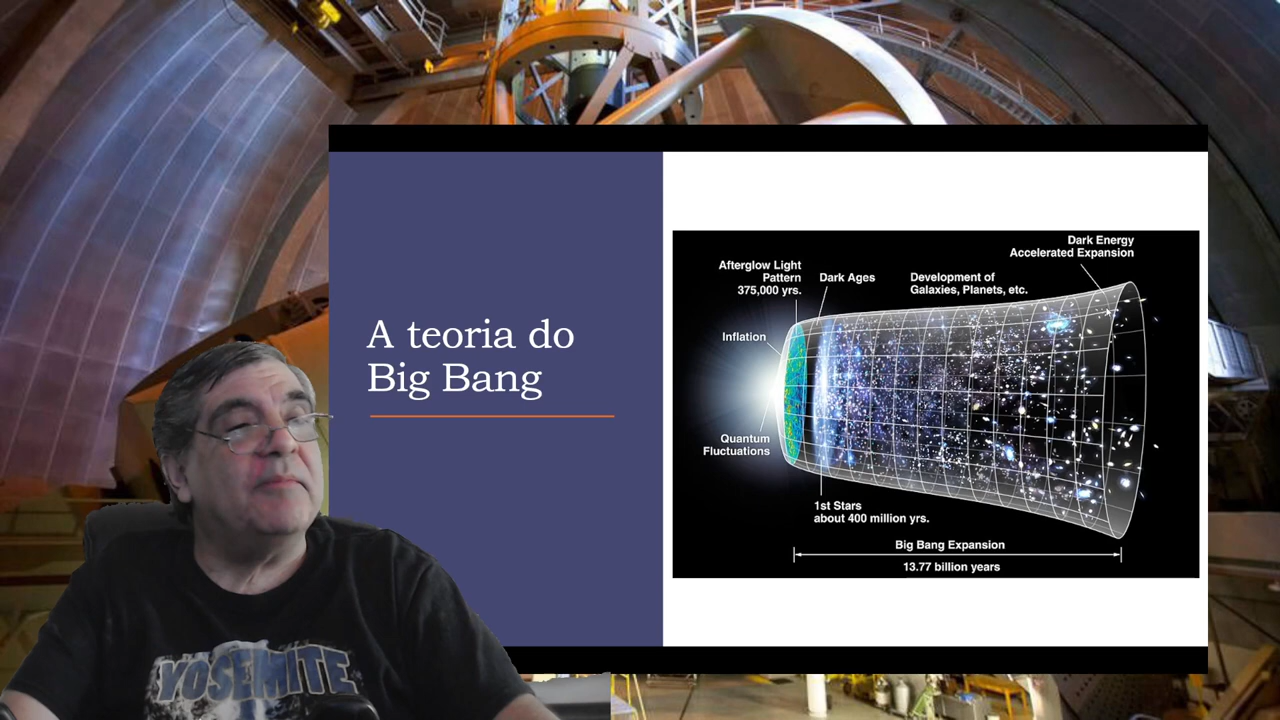 A teoria do
Big Bang
Dark Energy
Accelerated Expansion
Afterglow Light
Pattern
375,000 yrs.
Dark Ages
Development of
Galaxies, Planets, etc.
Inflation
Quantum
Fluctuations
1st Stars
about 400 million yrs.
Big Bang Expansion
13.77 billion years
YOSEMITE